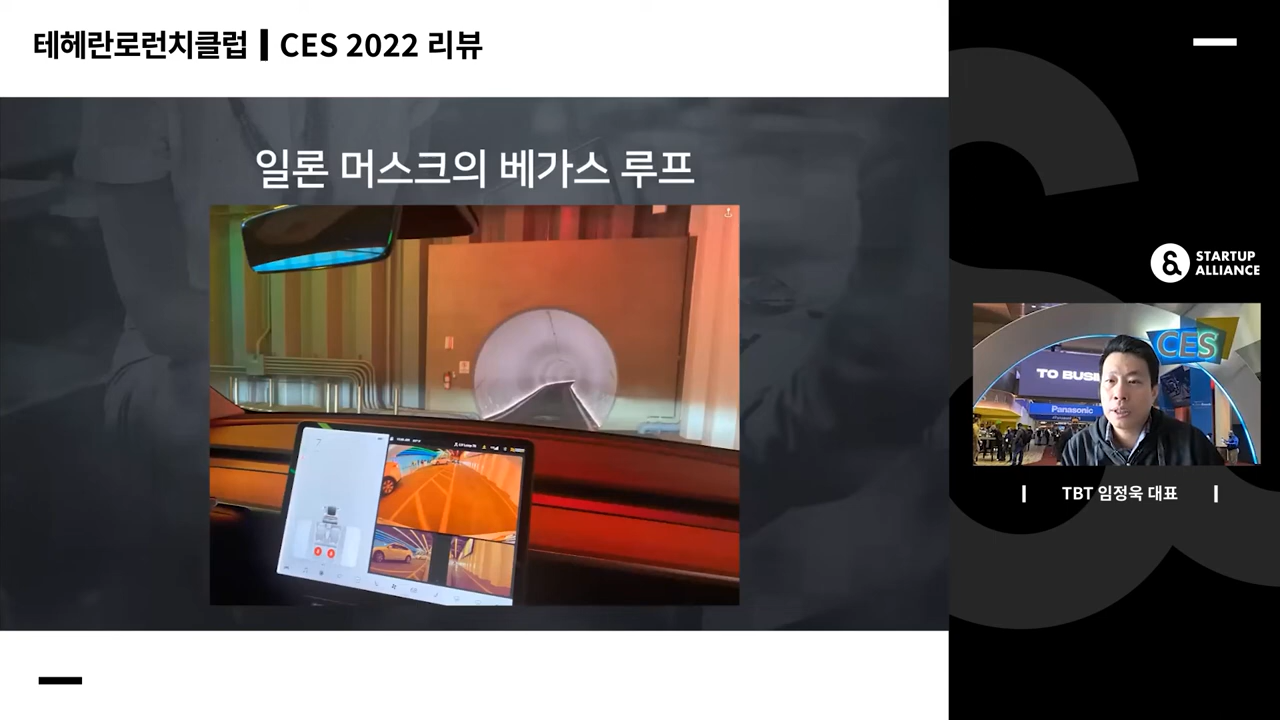 테헤란로런치클럽 | CES 2022 리뷰
일론 머스크의 베가스 루프
STARTUP
ALLIANCE
CES
TO BUS
Panasonic
TBT 임정욱 대표